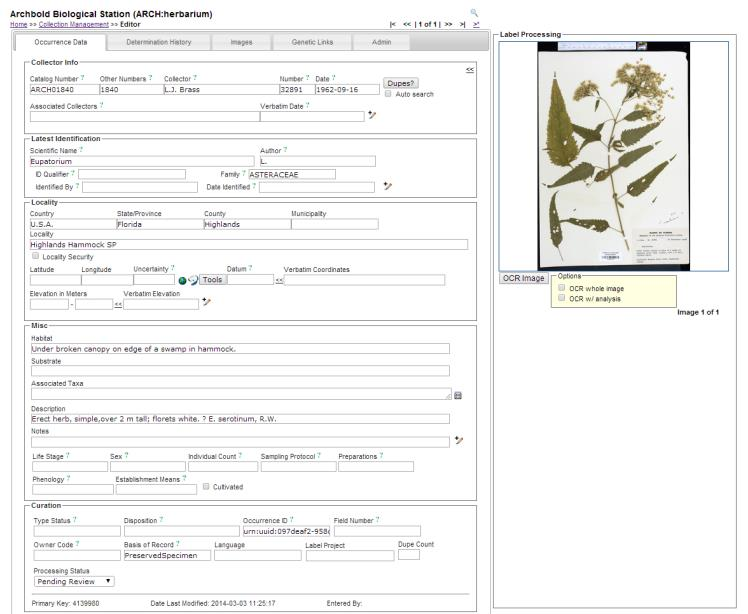 Archbold Biological Station (ARCH:herbarium)
Home >> Collection Management >> Editor
|< << | 1 of 1 | >> >| >*
Occurrence Data Determination History Images Genetic Links Admin
Collector Info
<<
Catalog Number ? Other Numbers ? Collector ? Number ? Date ?
ARCH01840 1840 L.J. Brass 32891 1962-09-16 Dupes?
Auto search
Associated Collectors ? Verbatim Date ?
Latest Identification
Scientific Name ? Author ?
Eupatorium L.
ID Qualifier ? Family ? ASTERACEAE
Identified By ? Date Identified ?
Locality
Country State/Province County Municipality
U.S.A. Florida Highlands
Locality
Highlands Hammock SP
Locality Security
Latitude Longitude Uncertainty ? Datum ? Verbatim Coordinates
Tools <<
Elevation in Meters Verbatim Elevation
- <<
Misc
Habitat
Under broken canopy on edge of a swamp in hammock.
Substrate
Associated Taxa
Description
Erect herb, simple,over 2 m tall; florets white. ? E. serotinum, R.W.
Notes
Life Stage ? Sex ? Individual Count ? Sampling Protocol ? Preparations ?
Phenology ? Establishment Means ? Cultivated
Curation
Type Status ? Disposition ? Occurrence ID ? Field Number ?
urn:uuid:097deaf2-958c
Owner Code ? Basis of Record ? Language Label Project Dupe Count
PreservedSpecimen
Processing Status
Pending Review
Primary Key: 4139980 Date Last Modified: 2014-03-03 11:25:17 Entered By:
Label Processing
OCR Image
Options
OCR whole image
OCR w/ analysis
Image 1 of 1